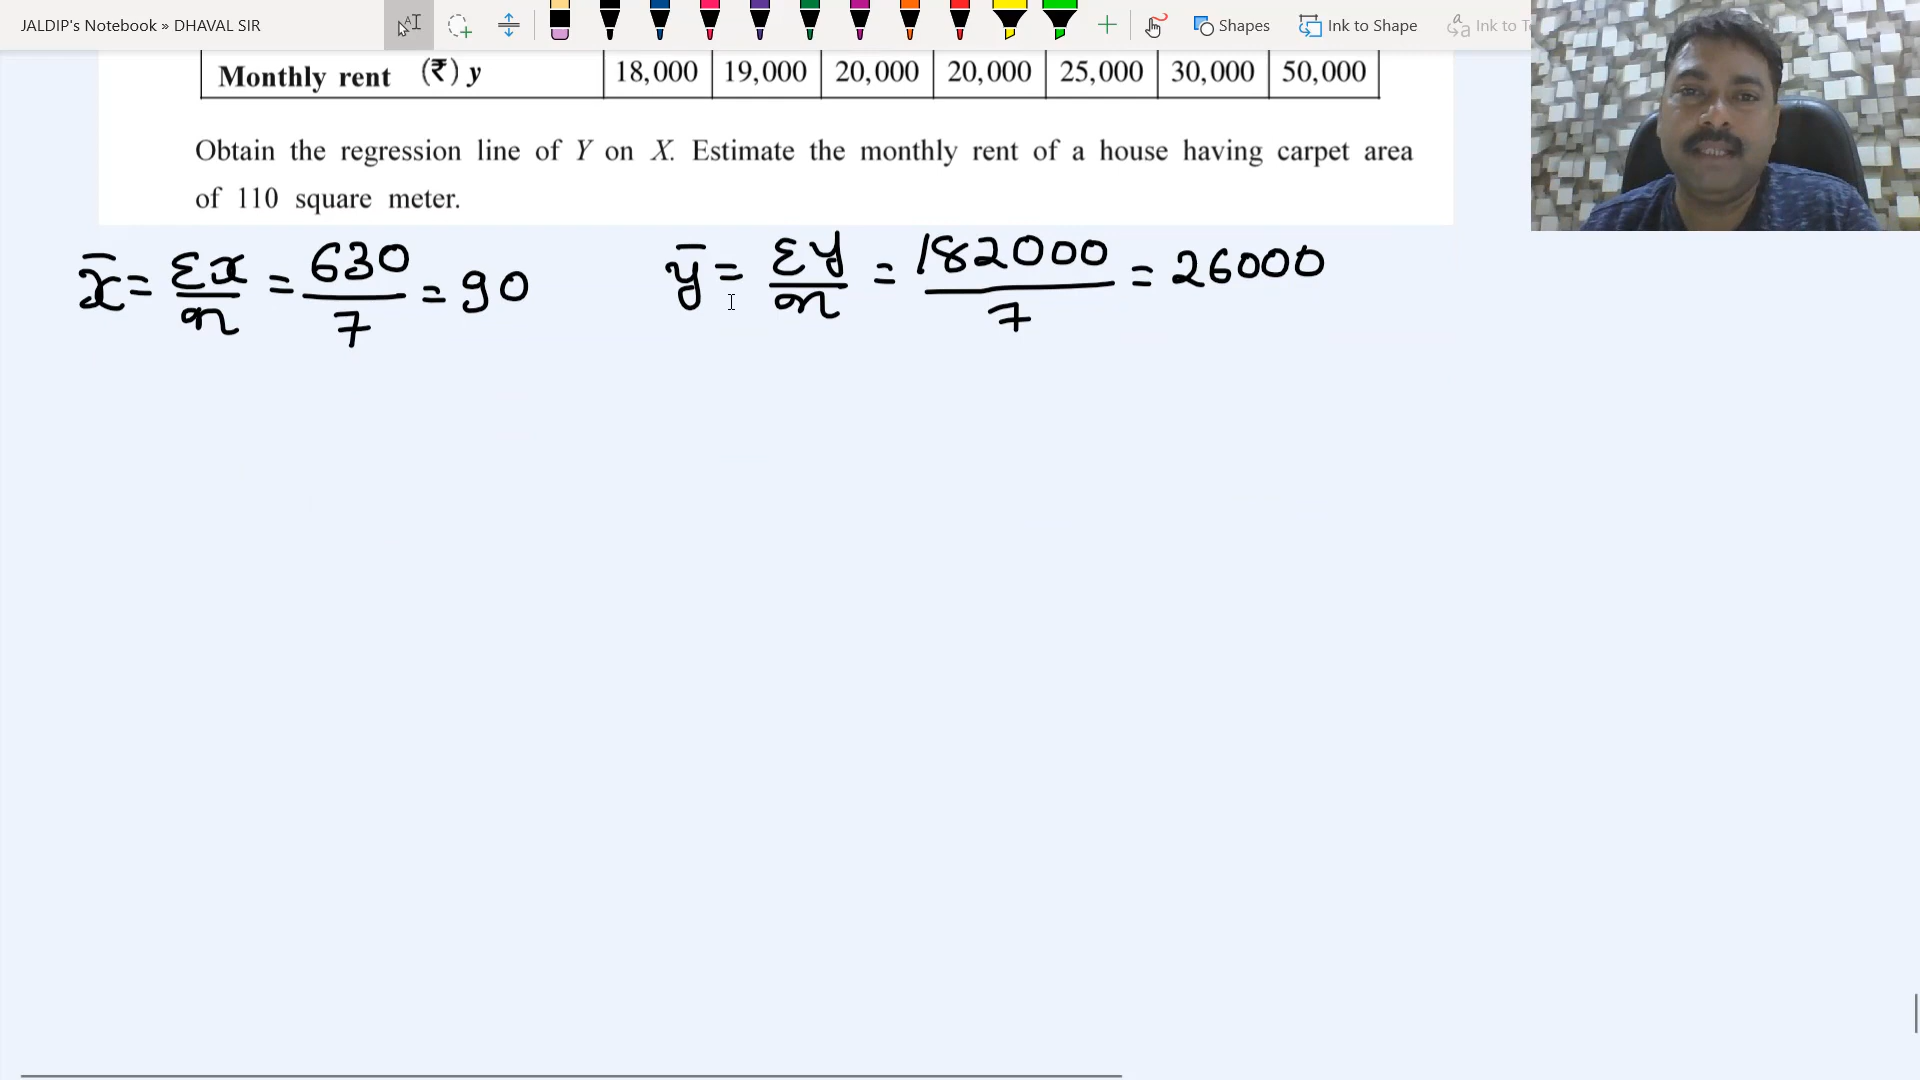 JALDIP's Notebook » DHAVAL SIR
Shapes
Ink to Shape
Ink to
Monthly rent (₹) y 18,000 19,000 20,000 20,000 25,000 30,000 50,000
Obtain the regression line of Y on X. Estimate the monthly rent of a house having carpet area
of 110 square meter.
x̄ = Σx/n = 630/7 = 90
ȳ = Σy/n = 182000/7 = 26000